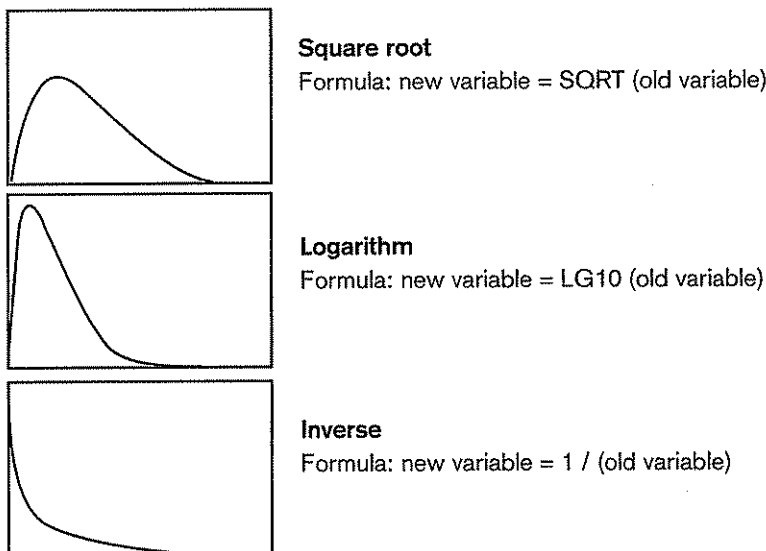 Square root
Formula: new variable = SQRT (old variable)
Logarithm
Formula: new variable = LG10 (old variable)
Inverse
Formula: new variable = 1 / (old variable)